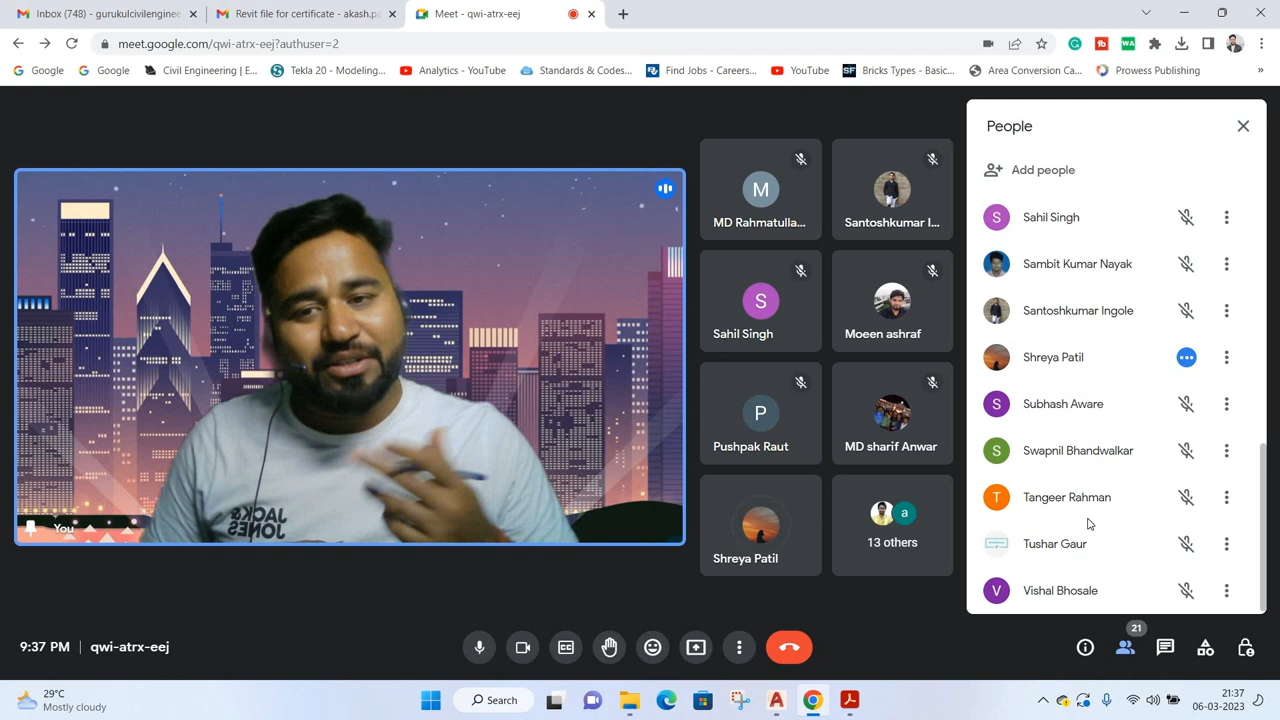 Inbox (748) - gurukulcivilenginee
Revit file for certificate - akash.pa
Meet - qwi-atrx-eej
meet.google.com/qwi-atrx-eej?authuser=2
Google
Google
Civil Engineering | E...
Tekla 20 - Modeling...
Analytics - YouTube
Standards & Codes...
Find Jobs - Careers...
YouTube
SF
Bricks Types - Basic...
Area Conversion Ca...
Prowess Publishing
»
WA
People
Add people
S
Sahil Singh
Sambit Kumar Nayak
Santoshkumar Ingole
Shreya Patil
S
Subhash Aware
S
Swapnil Bhandwalkar
T
Tangeer Rahman
Tushar Gaur
V
Vishal Bhosale
M
MD Rahmatulla...
Santoshkumar I...
S
Sahil Singh
Moeen ashraf
P
Pushpak Raut
MD sharif Anwar
Shreya Patil
a
13 others
JACK&
JONES
You
9:37 PM
qwi-atrx-eej
CC
21
29°C
Mostly cloudy
Search
A
21:37
06-03-2023